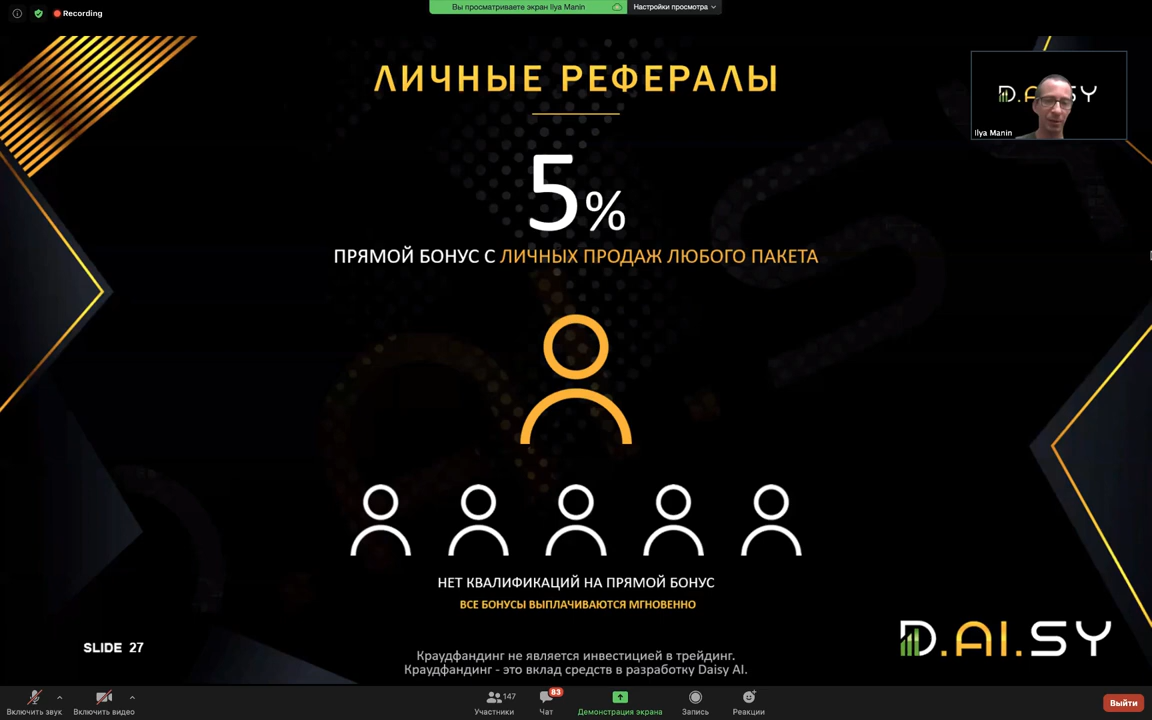 Recording
Вы просматриваете экран Ilya Manin
Настройки просмотра
ЛИЧНЫЕ РЕФЕРАЛЫ
D.AI.SY
Ilya Manin
5%
ПРЯМОЙ БОНУС С ЛИЧНЫХ ПРОДАЖ ЛЮБОГО ПАКЕТА
НЕТ КВАЛИФИКАЦИЙ НА ПРЯМОЙ БОНУС
ВСЕ БОНУСЫ ВЫПЛАЧИВАЮТСЯ МГНОВЕННО
SLIDE 27
D.AI.SY
Краудфандинг не является инвестицией в трейдинг.
Краудфандинг - это вклад средств в разработку Daisy AI.
147
83
Включить звук
Включить видео
Участники
Чат
Демонстрация экрана
Запись
Реакции
Выйти